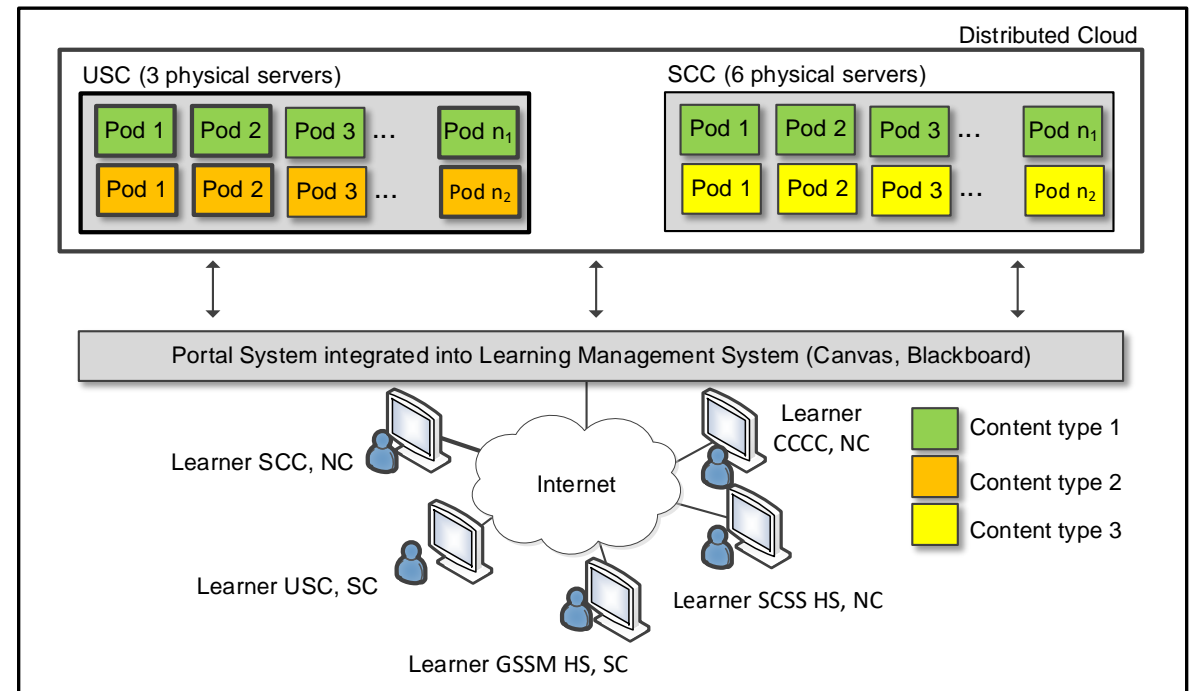 Distributed Cloud
USC (3 physical servers)
SCC (6 physical servers)
Pod 1 Pod 2 Pod 3 ... Pod n₁
Pod 1 Pod 2 Pod 3 ... Pod n₂
Pod 1 Pod 2 Pod 3 ... Pod n₁
Pod 1 Pod 2 Pod 3 ... Pod n₂
Portal System integrated into Learning Management System (Canvas, Blackboard)
Learner SCC, NC
Learner
CCCC, NC
Internet
Learner USC, SC
Learner SCSS HS, NC
Learner GSSM HS, SC
Content type 1
Content type 2
Content type 3